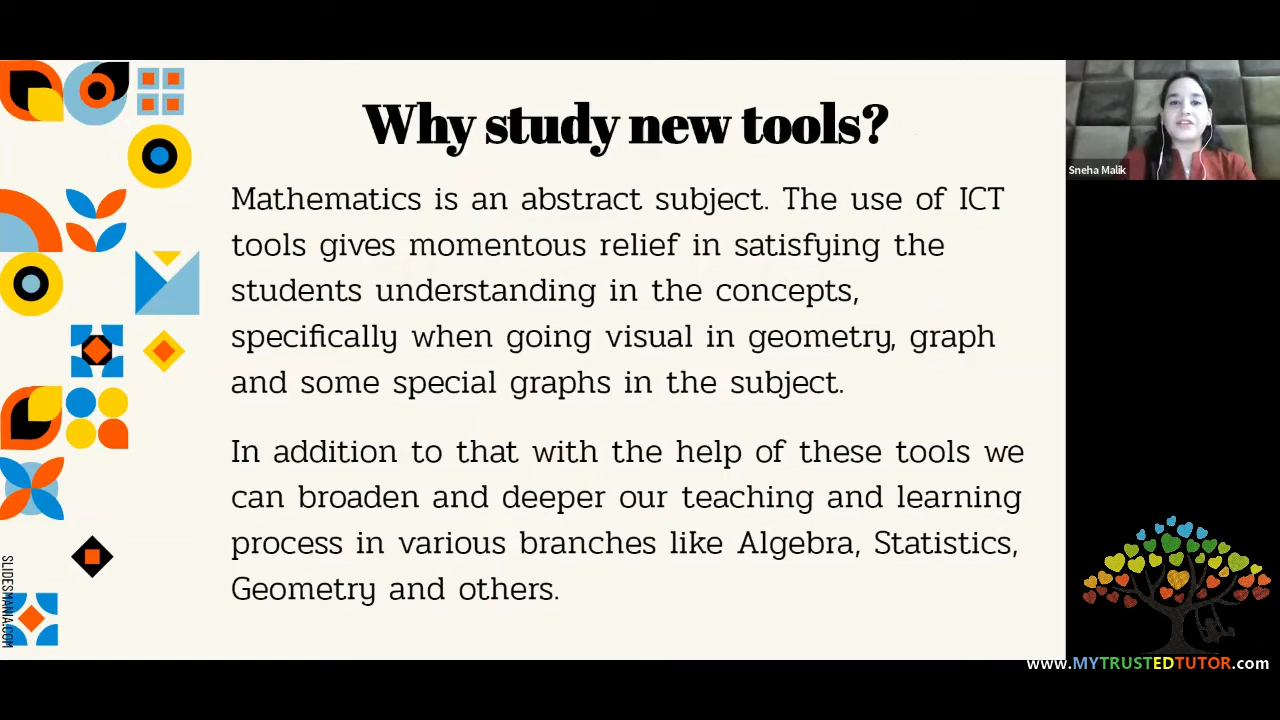 Why study new tools?
Mathematics is an abstract subject. The use of ICT
tools gives momentous relief in satisfying the
students understanding in the concepts,
specifically when going visual in geometry, graph
and some special graphs in the subject.
In addition to that with the help of these tools we
can broaden and deeper our teaching and learning
process in various branches like Algebra, Statistics,
Geometry and others.
SLIDESMANIA.COM
Sneha Malik
www.MYTRUSTEDTUTOR.com